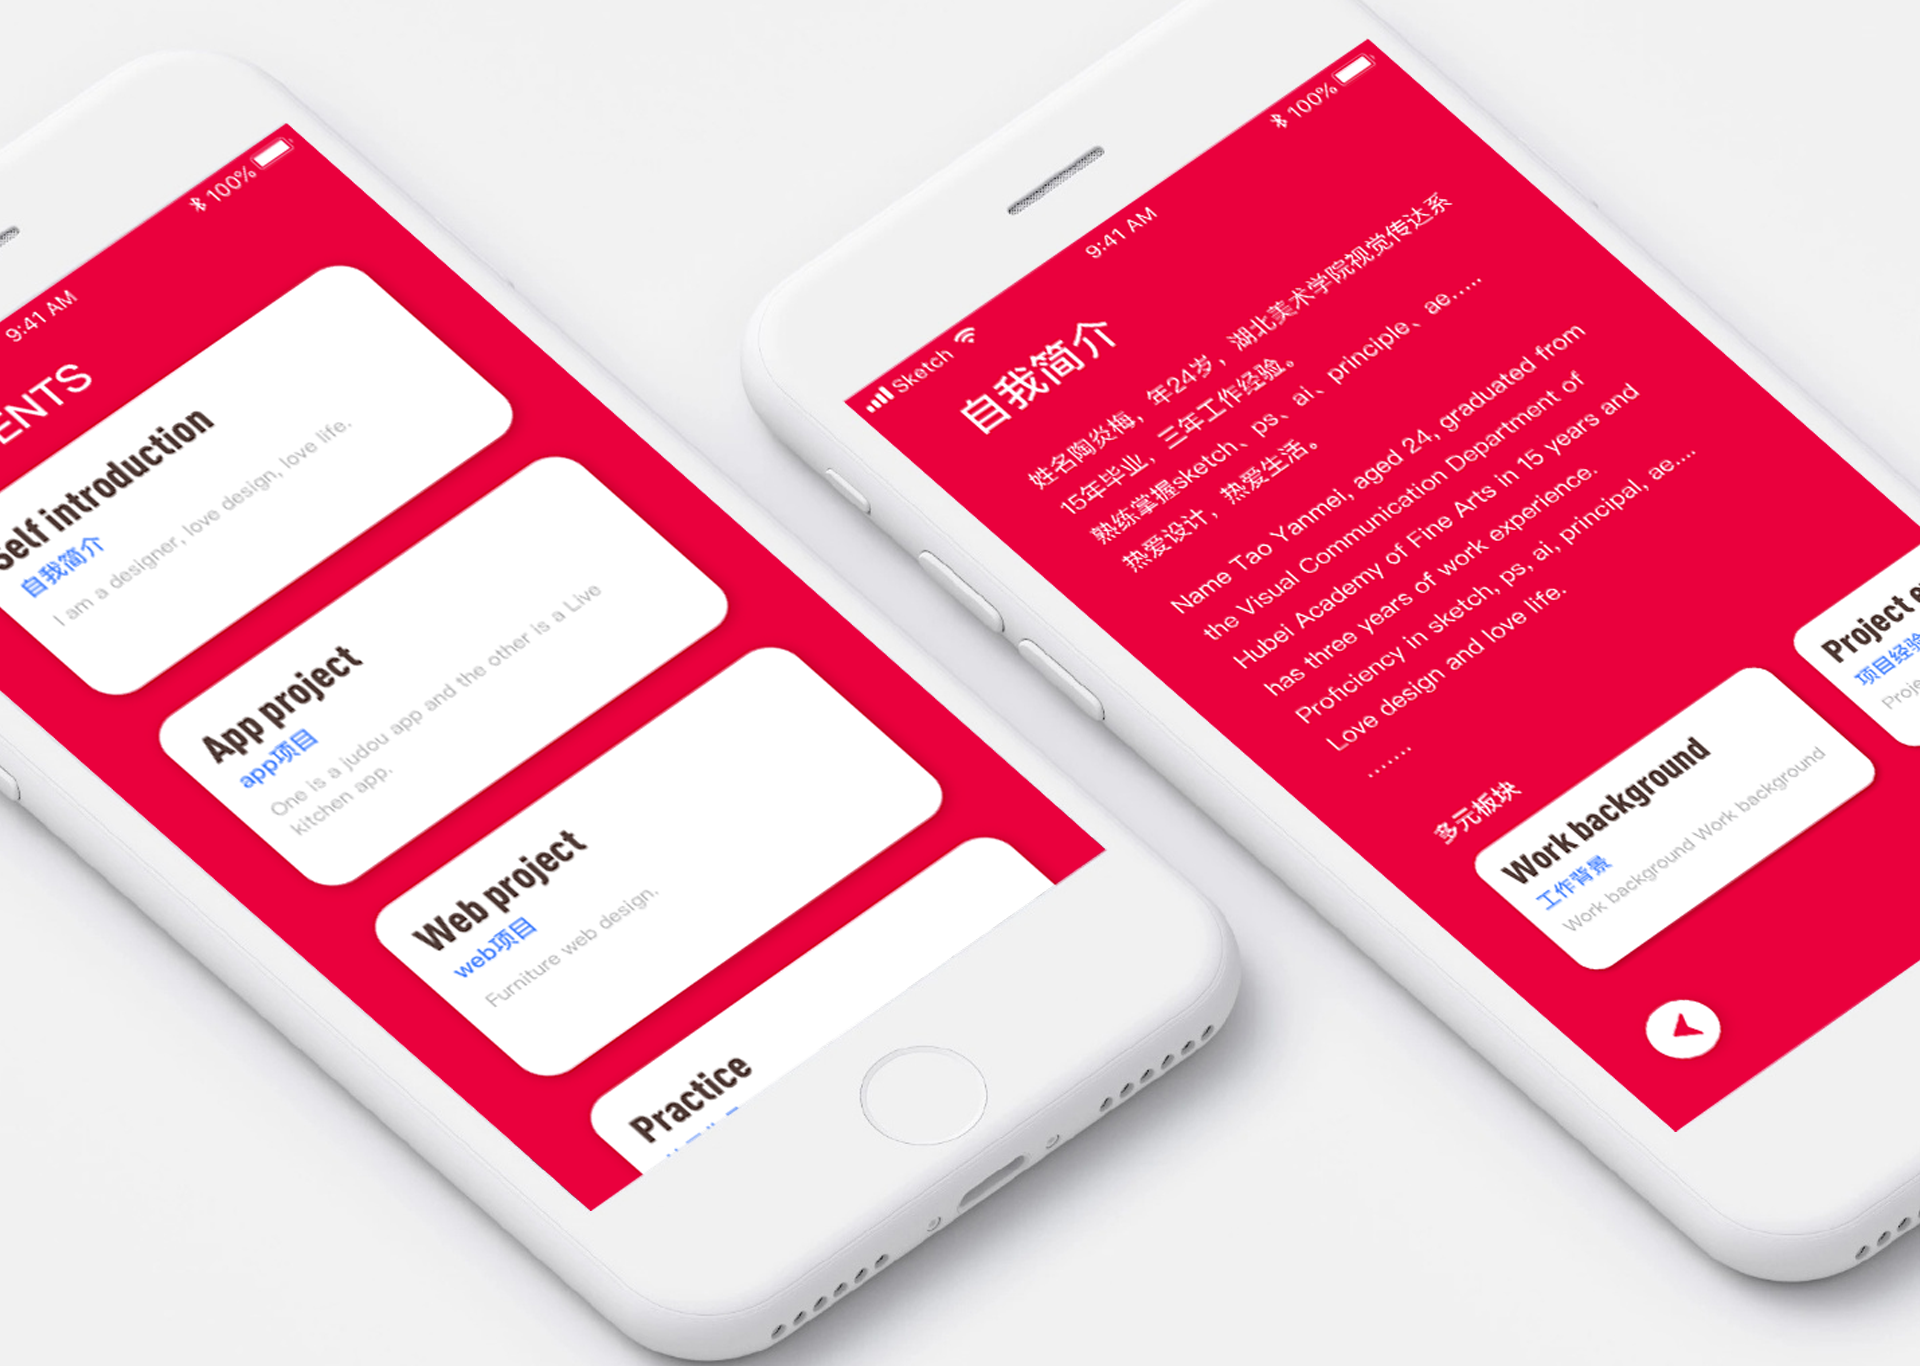 100%
9:41 AM
ENTS
Self introduction
自我简介
I am a designer, love design, love life.
App project
app项目
One is a judou app and the other is a Live
kitchen app.
Web project
web项目
Furniture web design.
Practice
100%
9:41 AM
Sketch
自我简介
姓名陶炎梅，年24岁，湖北美术学院视觉传达系
15年毕业，三年工作经验。
熟练掌握sketch、ps、ai、principle、ae.....
热爱设计，热爱生活。
Name Tao Yanmei, aged 24, graduated from
the Visual Communication Department of
Hubei Academy of Fine Arts in 15 years and
has three years of work experience.
Proficiency in sketch, ps, ai, principal, ae....
Love design and love life.
.......
多元板块
Work background
工作背景
Work background Work background
Project
项目经验